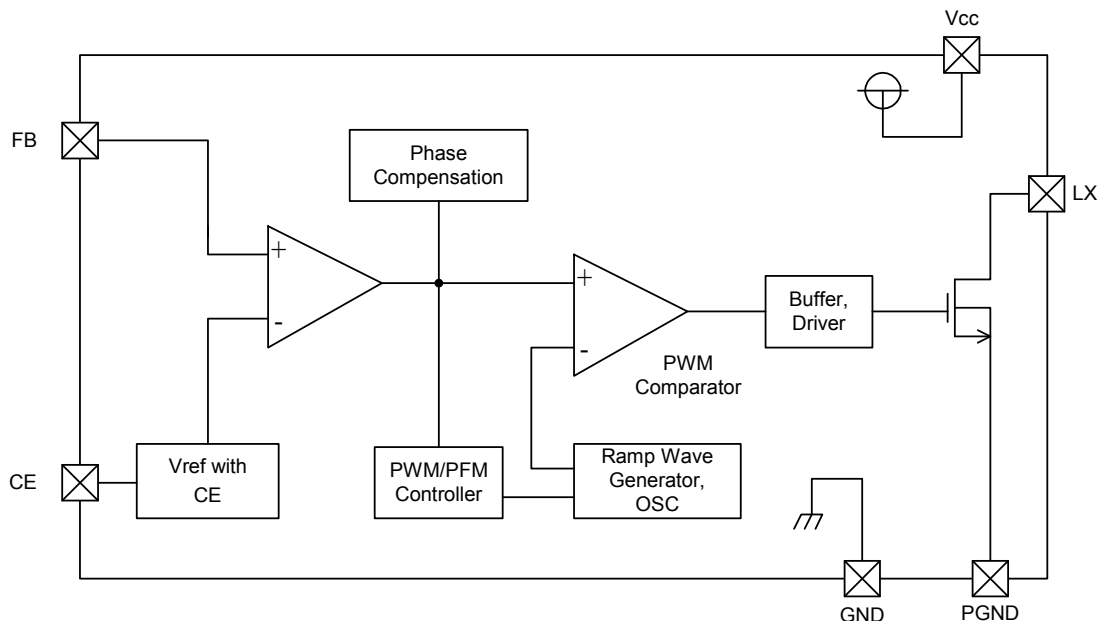 Vcc
FB
Phase
Compensation
LX
+
-
+
-
Buffer,
Driver
PWM
Comparator
CE
Vref with
CE
PWM/PFM
Controller
Ramp Wave
Generator,
OSC
GND
PGND